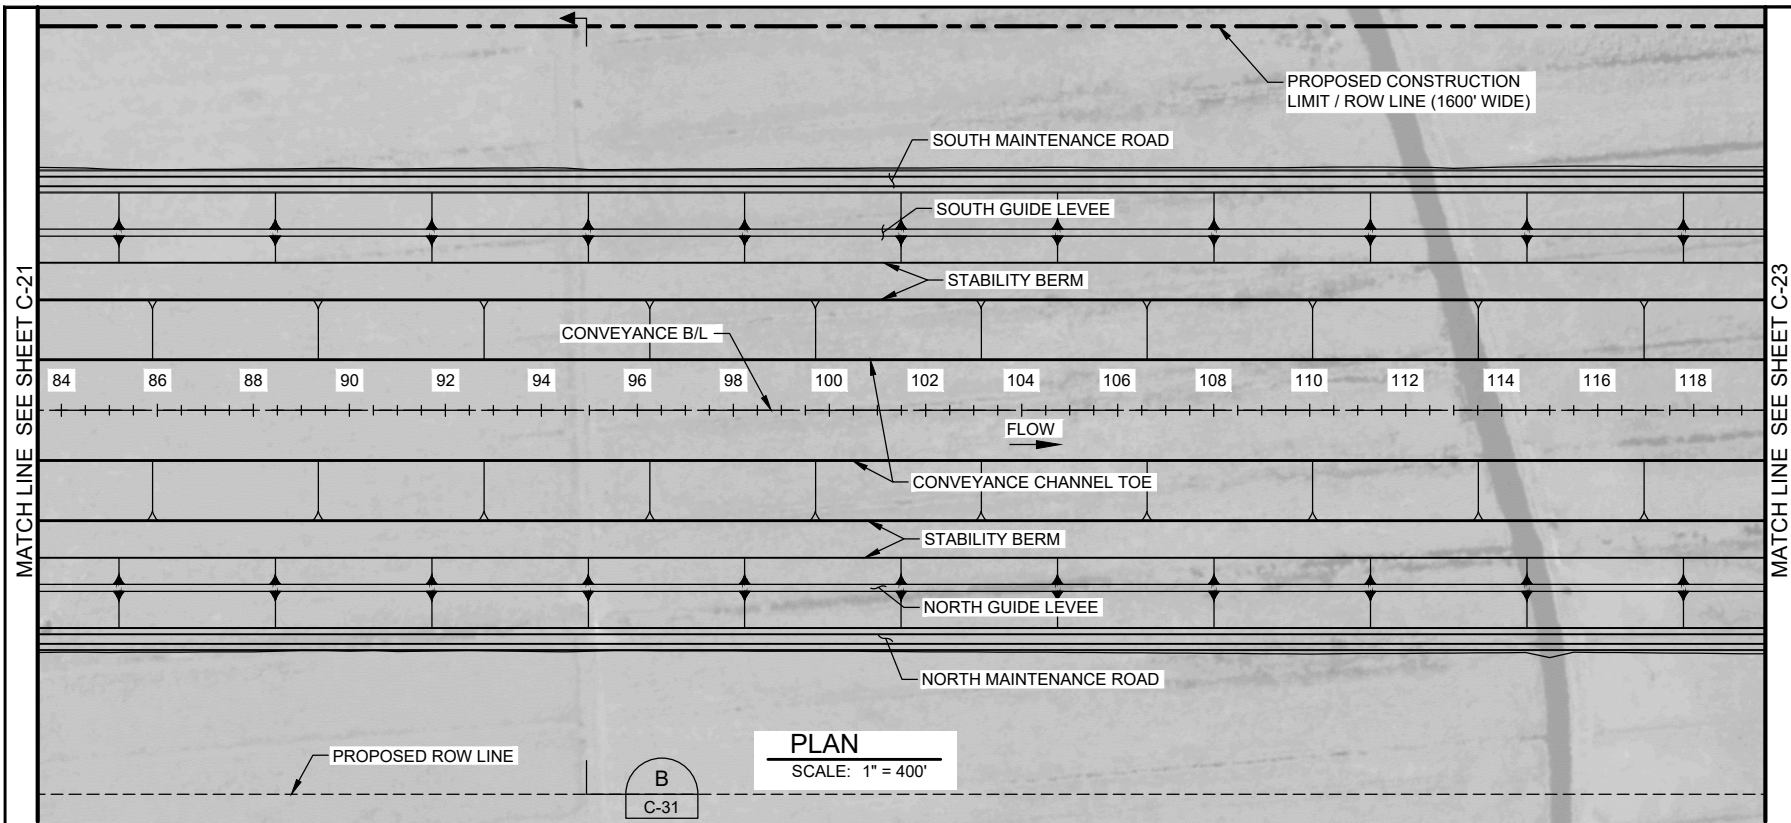 PROPOSED CONSTRUCTION
LIMIT / ROW LINE (1600' WIDE)
SOUTH MAINTENANCE ROAD
SOUTH GUIDE LEVEE
STABILITY BERM
CONVEYANCE B/L
MATCH LINE SEE SHEET C-21
MATCH LINE SEE SHEET C-23
84 86 88 90 92 94 96 98 100 102 104 106 108 110 112 114 116 118
FLOW
CONVEYANCE CHANNEL TOE
STABILITY BERM
NORTH GUIDE LEVEE
NORTH MAINTENANCE ROAD
PROPOSED ROW LINE
PLAN
SCALE: 1" = 400'
B
C-31